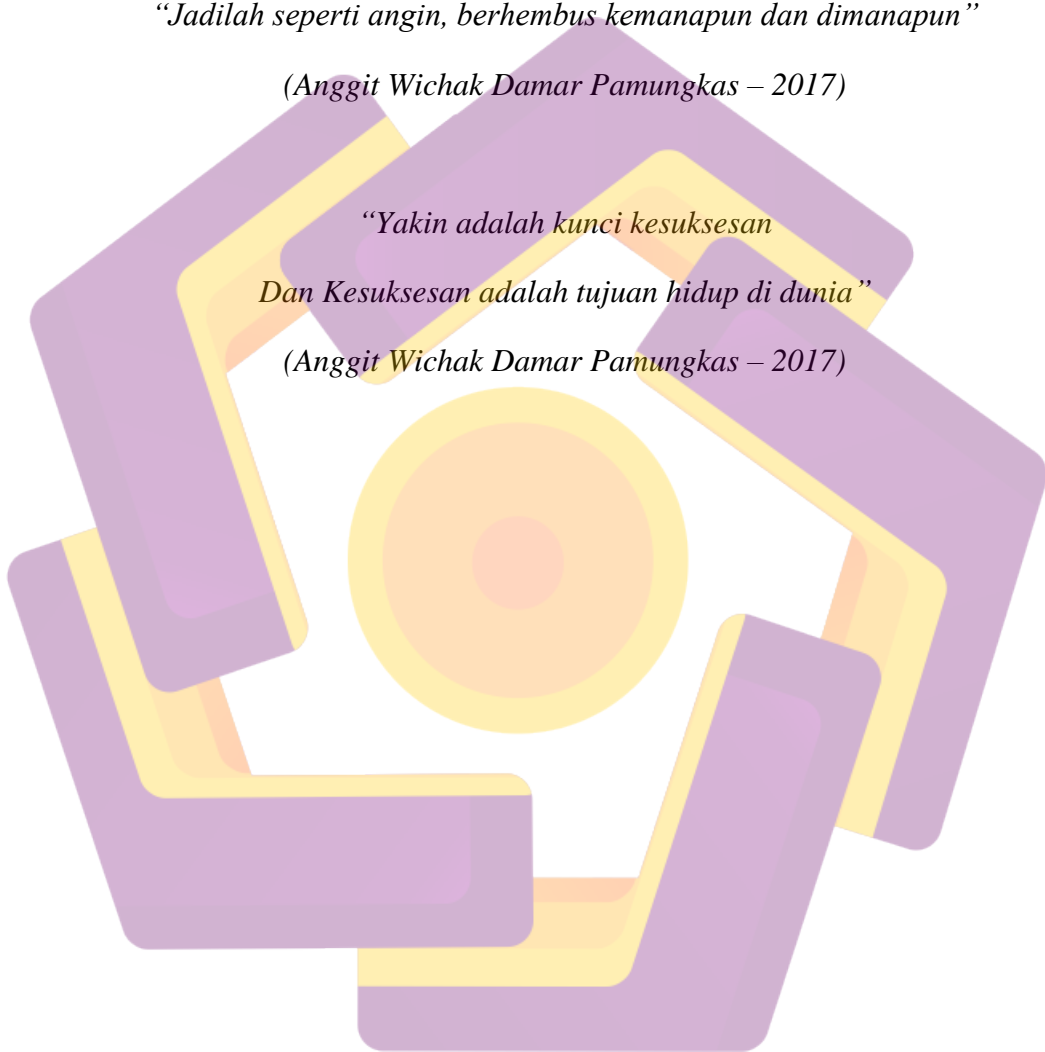 “Jadilah seperti angin, berhembus kemanapun dan dimanapun”
(Anggit Wichak Damar Pamungkas – 2017)
“Yakin adalah kunci kesuksesan
Dan Kesuksesan adalah tujuan hidup di dunia”
(Anggit Wichak Damar Pamungkas – 2017)